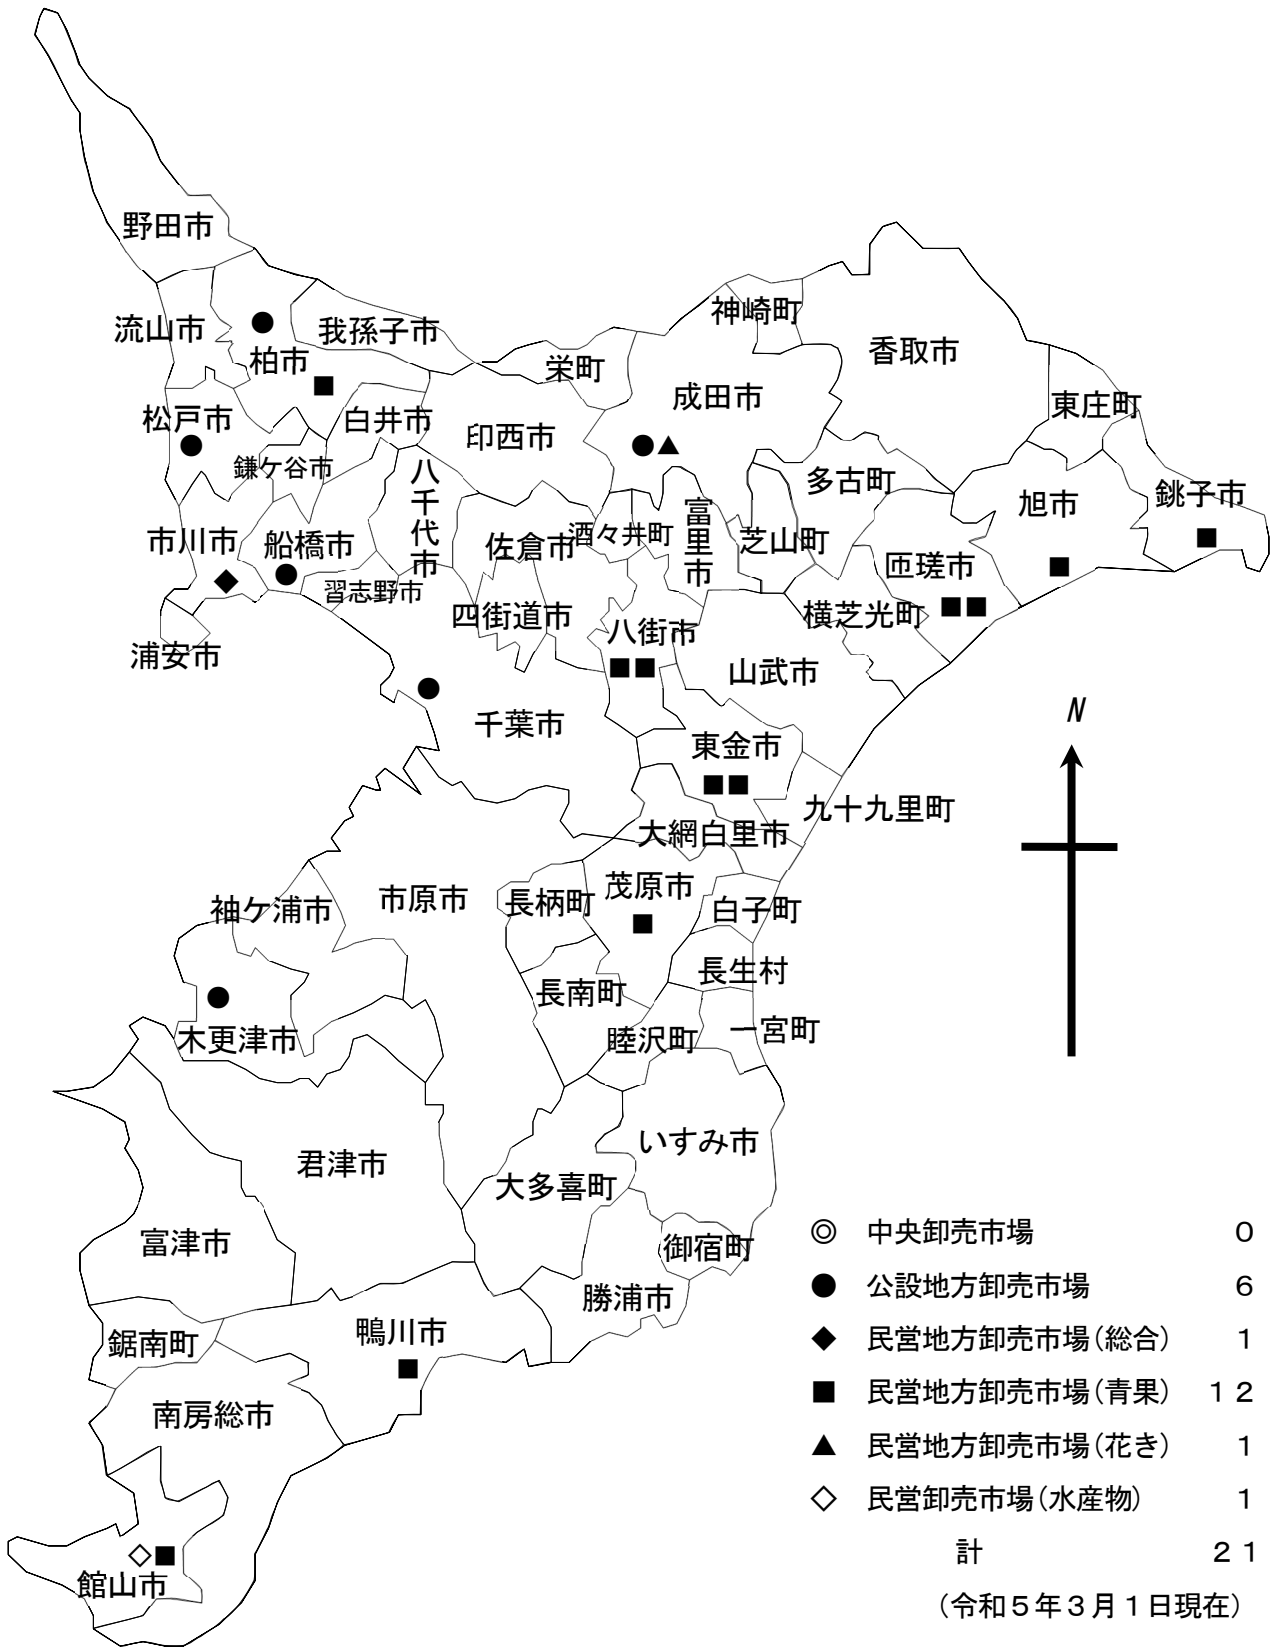 野田市
流山市
柏市
我孫子市
松戸市
鎌ケ谷市
白井市
印西市
栄町
成田市
神崎町
香取市
東庄町
銚子市
旭市
多古町
匝瑳市
横芝光町
芝山町
富里市
酒々井町
佐倉市
八千代市
船橋市
市川市
習志野市
浦安市
四街道市
八街市
山武市
千葉市
東金市
九十九里町
大網白里市
茂原市
白子町
長柄町
市原市
袖ケ浦市
木更津市
長生村
長南町
睦沢町
一宮町
いすみ市
大多喜町
御宿町
勝浦市
君津市
富津市
鋸南町
鴨川市
南房総市
館山市
N
◎ 中央卸売市場 0
● 公設地方卸売市場 6
◆ 民営地方卸売市場(総合) 1
■ 民営地方卸売市場(青果) 12
▲ 民営地方卸売市場(花き) 1
◇ 民営卸売市場(水産物) 1
計 21
(令和5年3月1日現在)